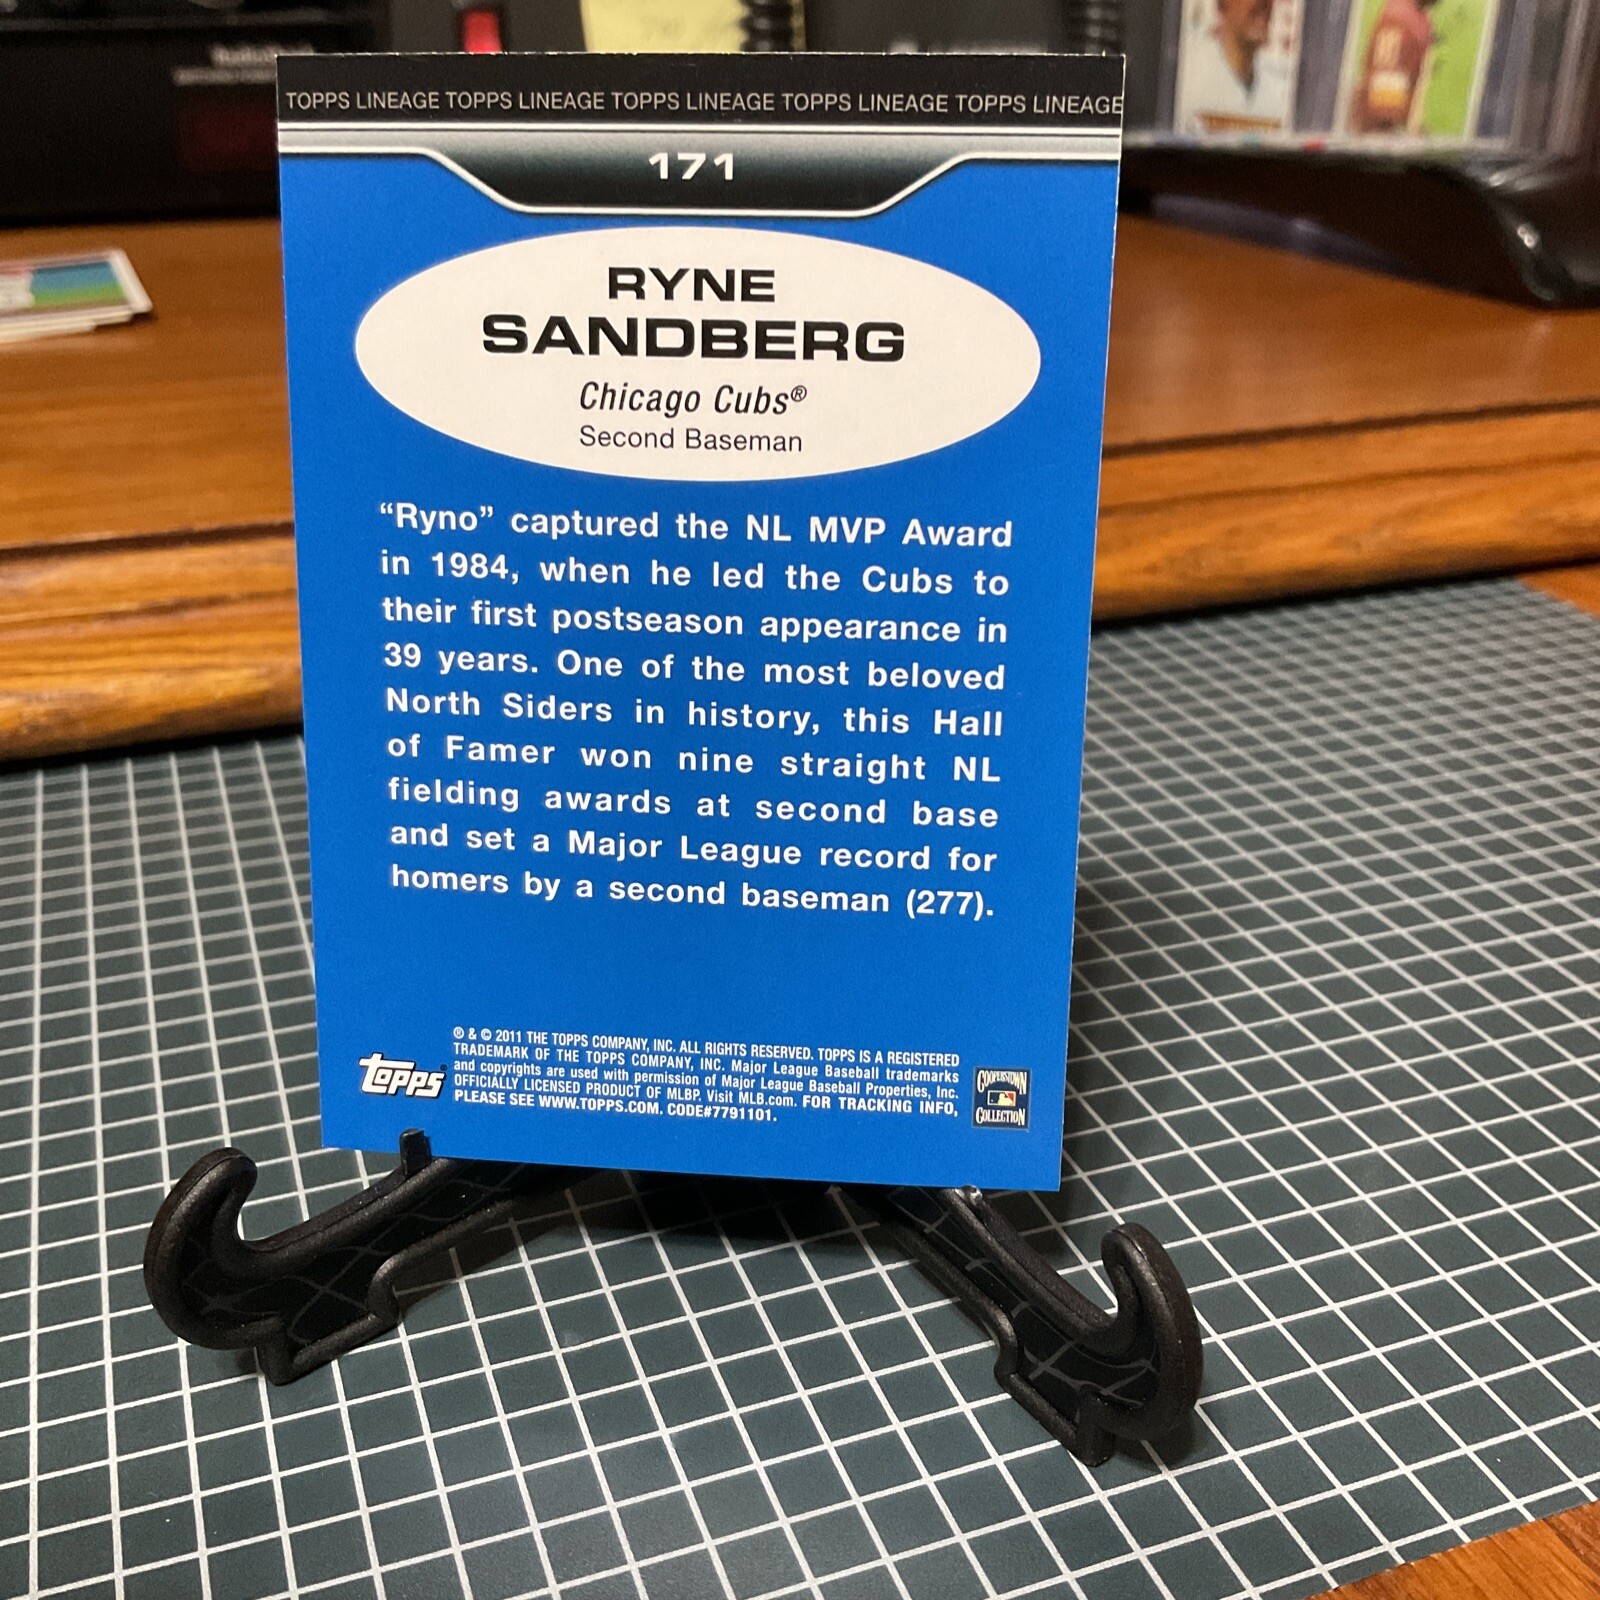 TOPPS LINEAGE TOPPS LINEAGE TOPPS LINEAGE TOPPS LINEAGE TOPPS LINEAGE
171
RYNE
SANDBERG
Chicago Cubs®
Second Baseman
“Ryno” captured the NL MVP Award
in 1984, when he led the Cubs to
their first postseason appearance in
39 years. One of the most beloved
North Siders in history, this Hall
of Famer won nine straight NL
fielding awards at second base
and set a Major League record for
homers by a second baseman (277).
® & © 2011 THE TOPPS COMPANY, INC. ALL RIGHTS RESERVED. TOPPS IS A REGISTERED
TRADEMARK OF THE TOPPS COMPANY, INC. Major League Baseball trademarks
and copyrights are used with permission of Major League Baseball Properties, Inc.
OFFICIALLY LICENSED PRODUCT OF MLBP. Visit MLB.com. FOR TRACKING INFO,
PLEASE SEE WWW.TOPPS.COM. CODE#7791101.
topps
COOPERSTOWN
COLLECTION